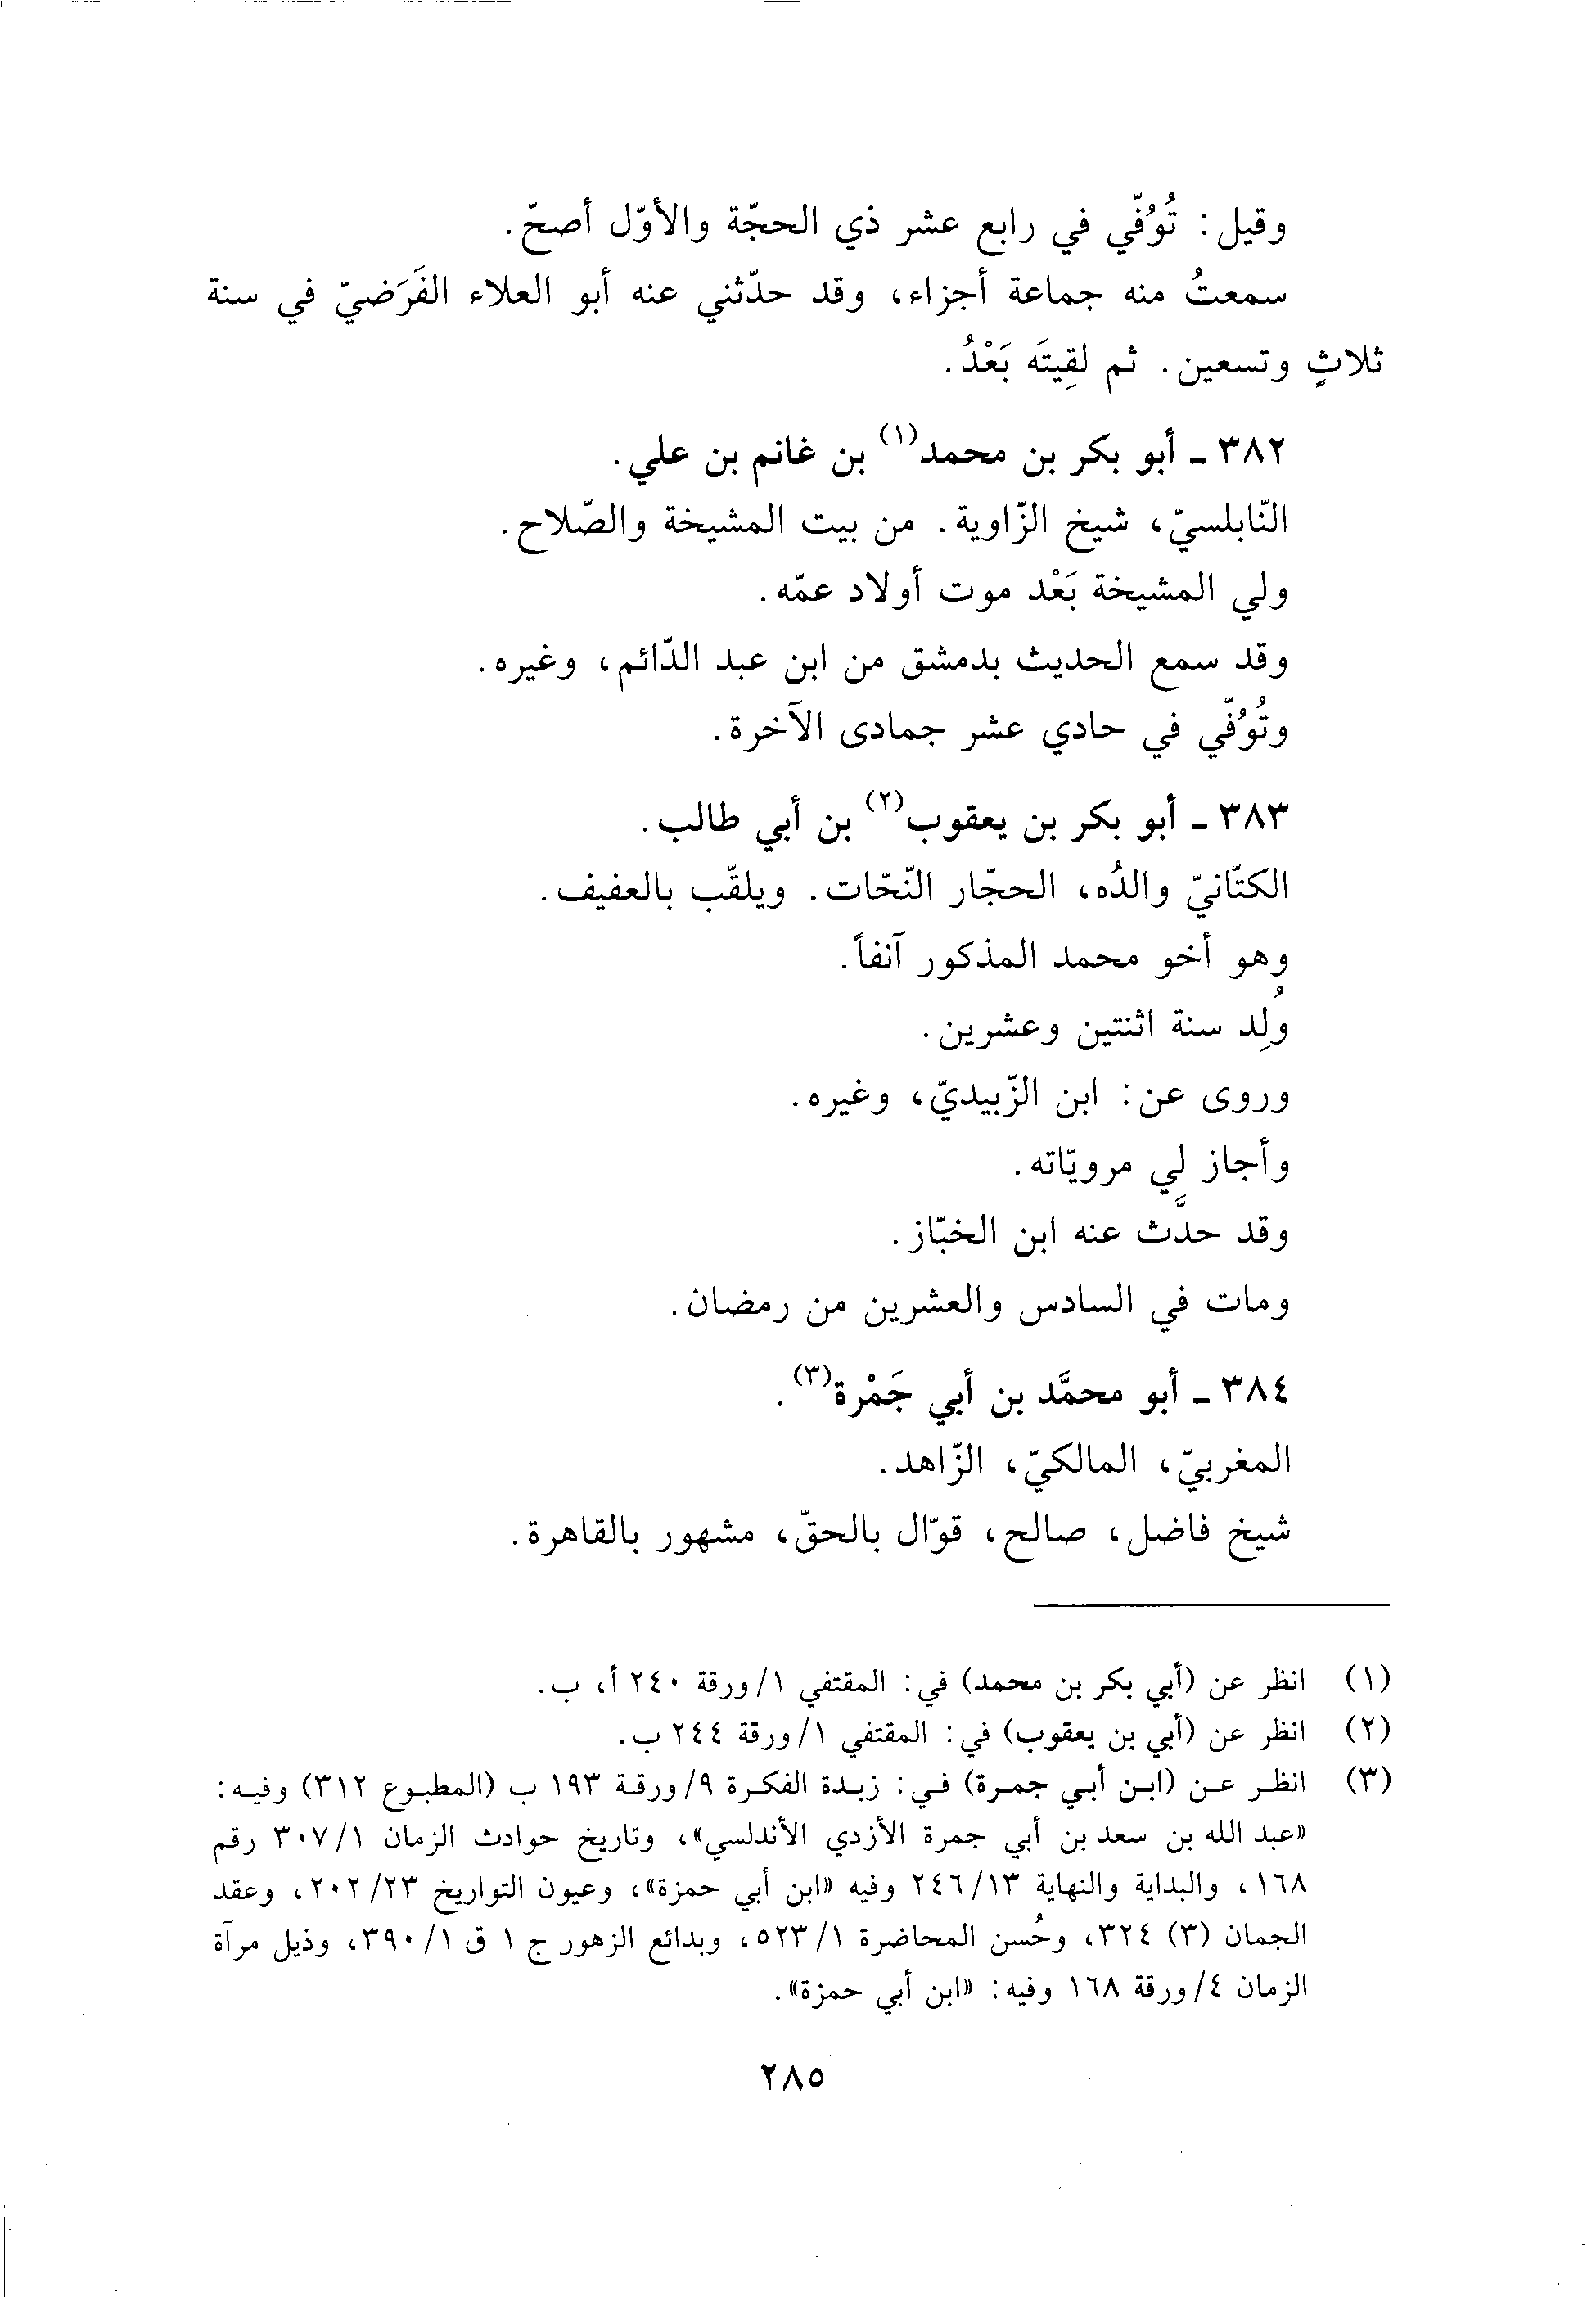 وقيل: تُوُفّي في رابع عشر ذي الحجّة والأوّل أصحّ.
سمعتُ منه جماعة أجزاء، وقد حدّثني عنه أبو العلاء الفَرَضيّ في سنة
ثلاثٍ وتسعين. ثم لقِيتَه بَعْدُ.
٣٨٢ - أبو بكر بن محمد(١) بن غانم بن علي.
النّابلسيّ، شيخ الزّاوية. من بيت المشيخة والصّلاح.
ولي المشيخة بَعْد موت أولاد عمّه.
وقد سمع الحديث بدمشق من ابن عبد الدّائم، وغيره.
وتُوُفّي في حادي عشر جمادى الآخرة.
٣٨٣ - أبو بكر بن يعقوب(٢) بن أبي طالب.
الكتّانيّ والدُه، الحجّار النّحّات. ويلقّب بالعفيف.
وهو أخو محمد المذكور آنفاً.
وُلِد سنة اثنتين وعشرين.
وروى عن: ابن الزّبيديّ، وغيره.
وأجاز لي مرويّاته.
وقد حدَّث عنه ابن الخبّاز.
ومات في السادس والعشرين من رمضان.
٣٨٤ - أبو محمَّد بن أبي جَمْرة(٣).
المغربيّ، المالكيّ، الزّاهد.
شيخ فاضل، صالح، قوّال بالحقّ، مشهور بالقاهرة.
(١) انظر عن (أبي بكر بن محمد) في: المقتفي ١/ورقة ٢٤٠ أ، ب.
(٢) انظر عن (أبي بن يعقوب) في: المقتفي ١/ورقة ٢٤٤ ب.
(٣) انظر عن (ابن أبي جمرة) في: زبدة الفكرة ٩/ورقة ١٩٣ ب (المطبوع ٣١٢) وفيه:
«عبد الله بن سعد بن أبي جمرة الأزدي الأندلسي»، وتاريخ حوادث الزمان ٣٠٧/١ رقم
١٦٨، والبداية والنهاية ٢٤٦/١٣ وفيه «ابن أبي حمزة»، وعيون التواريخ ٢٠٢/٢٣، وعقد
الجمان (٣) ٣٢٤، وحُسن المحاضرة ٥٢٣/١، وبدائع الزهور ج ١ ق ٣٩٠/١، وذيل مرآة
الزمان ٤/ورقة ١٦٨ وفيه: «ابن أبي حمزة».
٢٨٥